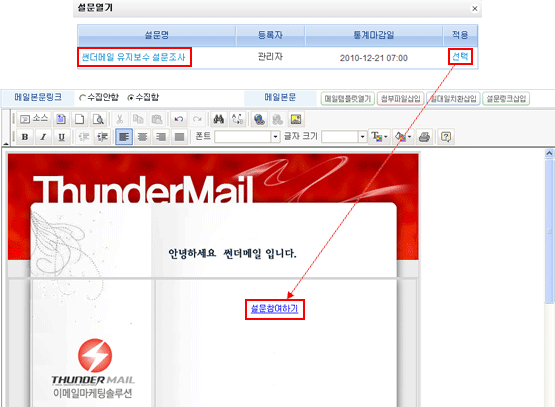 설문열기
설문명 등록자 통계마감일 적용
썬더메일 유지보수 설문조사 관리자 2010-12-21 07:00 선택
메일본문링크 수집안함 수집함 메일본문 메일템플릿열기 첨부파일삽입 일대일치환삽입 설문링크삽입
소스
B I U 폰트 글자 크기
ThunderMail
안녕하세요 썬더메일 입니다.
설문참여하기
THUNDER MAIL
이메일마케팅솔루션